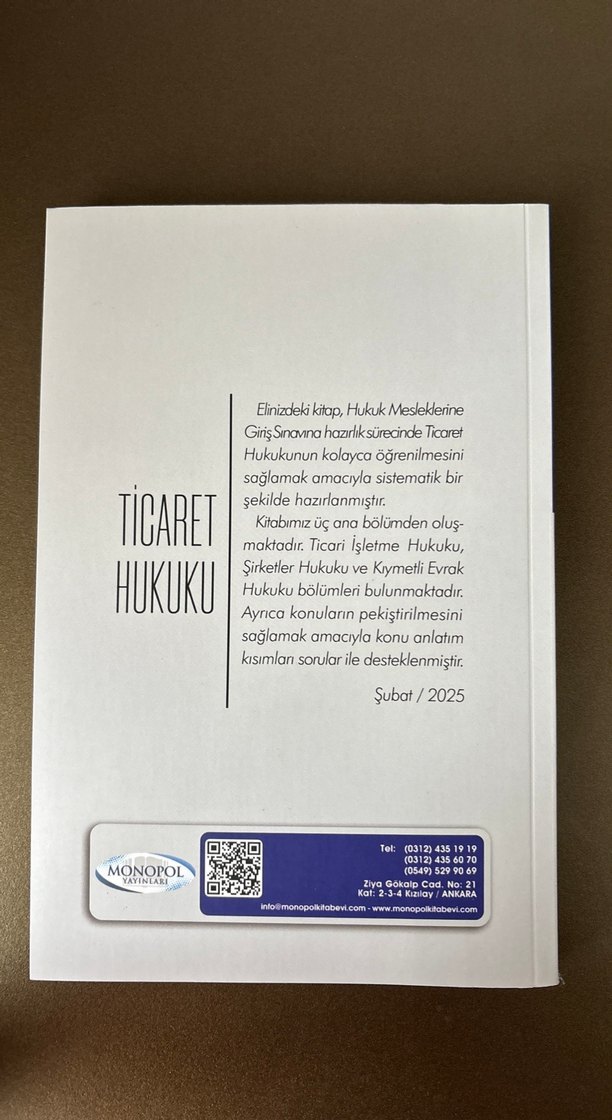 TİCARET
HUKUKU
Elinizdeki kitap, Hukuk Mesleklerine
Giriş Sınavına hazırlık sürecinde Ticaret
Hukukunun kolayca öğrenilmesini
sağlamak amacıyla sistematik bir
şekilde hazırlanmıştır.
Kitabımız üç ana bölümden oluş-
maktadır. Ticari İşletme Hukuku,
Şirketler Hukuku ve Kıymetli Evrak
Hukuku bölümleri bulunmaktadır.
Ayrıca konuların pekiştirilmesini
sağlamak amacıyla konu anlatım
kısımları sorular ile desteklenmiştir.
Şubat / 2025
MONOPOL
YAYINLARI
Tel: (0312) 435 19 19
(0312) 435 60 70
(0549) 529 90 69
Ziya Gökalp Cad. No: 21
Kat: 2-3-4 Kızılay / ANKARA
info@monopolkitabevi.com - www.monopolkitabevi.com